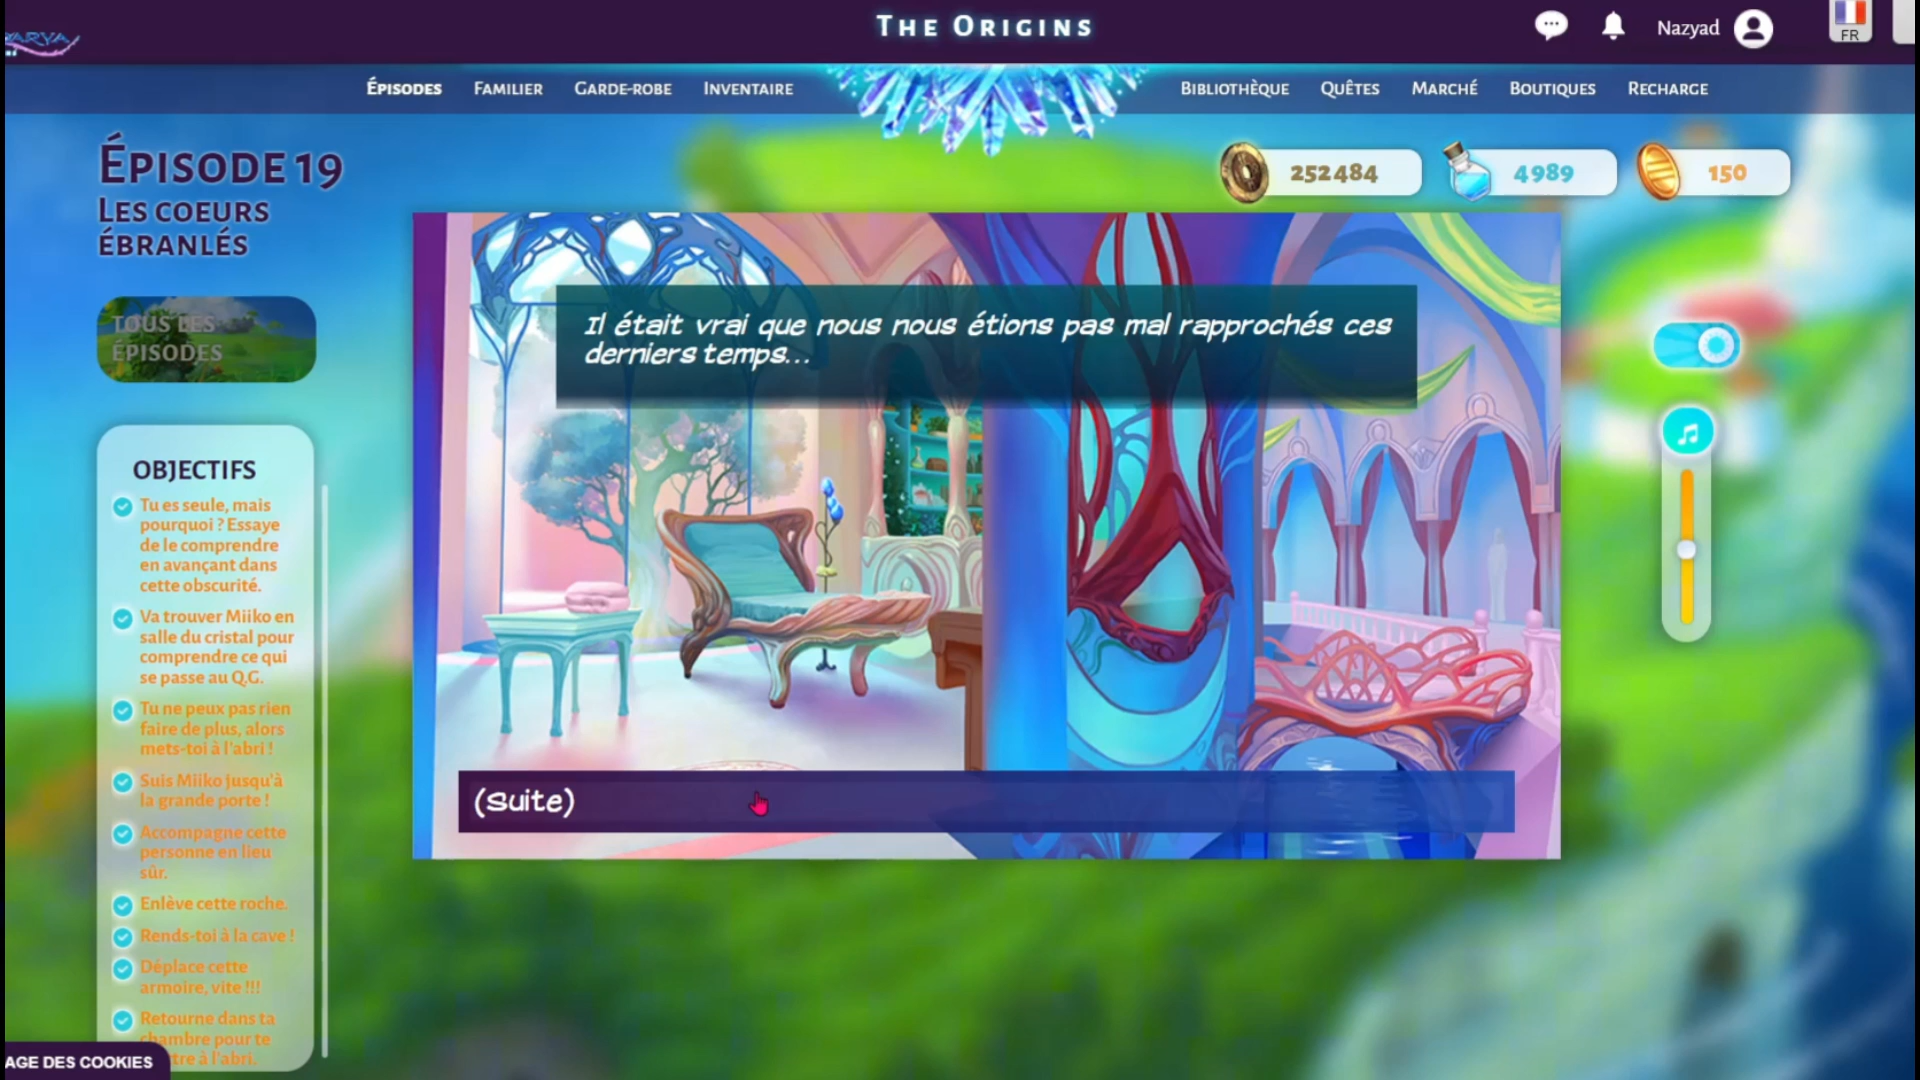 THE ORIGINS
Nazyad
FR
ÉPISODES
FAMILIER
GARDE-ROBE
INVENTAIRE
BIBLIOTHÈQUE
QUÊTES
MARCHÉ
BOUTIQUES
RECHARGE
ÉPISODE 19
LES COEURS
ÉBRANLÉS
252484
4989
150
TOUS LES
ÉPISODES
Il était vrai que nous nous étions pas mal rapprochés ces
derniers temps...
(Suite)
OBJECTIFS
Tu es seule, mais
pourquoi ? Essaye
de le comprendre
en avançant dans
cette obscurité.
Va trouver Miiko en
salle du cristal pour
comprendre ce qui
se passe au Q.G.
Tu ne peux pas rien
faire de plus, alors
mets-toi à l'abri !
Suis Miiko jusqu'à
la grande porte !
Accompagne cette
personne en lieu
sûr.
Enlève cette roche.
Rends-toi à la cave !
Déplace cette
armoire, vite !!!
Retourne dans ta
chambre pour te
tre à l'abri.
AGE DES COOKIES